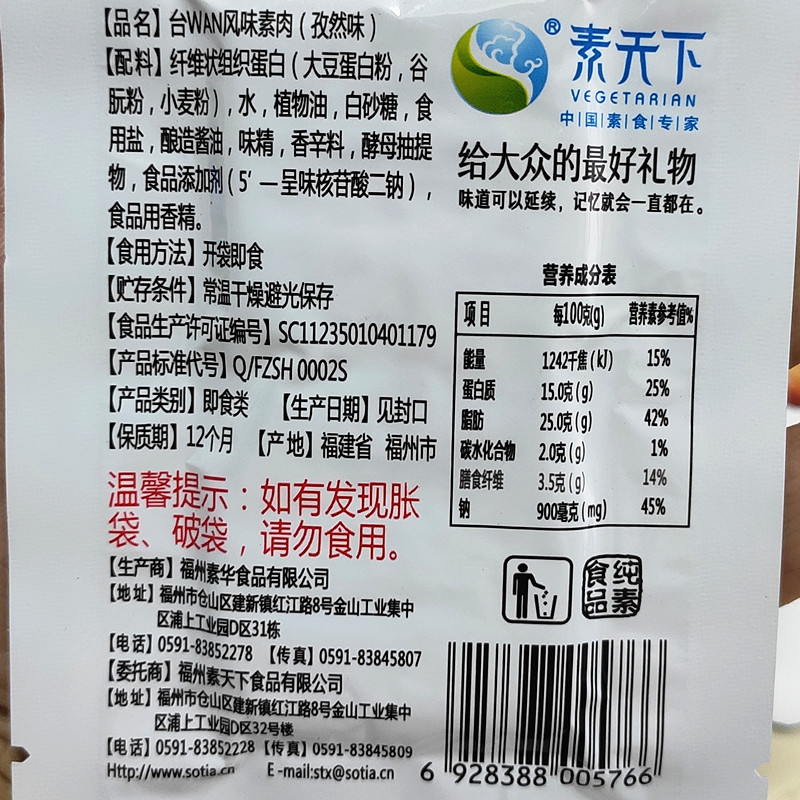 【品名】台WAN风味素肉（孜然味）
【配料】纤维状组织蛋白（大豆蛋白粉，谷
朊粉，小麦粉），水，植物油，白砂糖，食
用盐，酿造酱油，味精，香辛料，酵母抽提
物，食品添加剂（5’—呈味核苷酸二钠），
食品用香精。
【食用方法】开袋即食
【贮存条件】常温干燥避光保存
【食品生产许可证编号】SC11235010401179
【产品标准代号】Q/FZSH 0002S
【产品类别】即食类 【生产日期】见封口
【保质期】12个月 【产地】福建省 福州市
温馨提示：如有发现胀
袋、破袋，请勿食用。
【生产商】福州素华食品有限公司
【地址】福州市仓山区建新镇红江路8号金山工业集中
区浦上工业园D区31栋
【电话】0591-83852278 【传真】0591-83845807
【委托商】福州素天下食品有限公司
【地址】福州市仓山区建新镇红江路8号金山工业集中
区浦上工业园D区32号楼
【电话】0591-83852228 【传真】0591-83845809
Http://www.sotia.cn E-mail:stx@sotia.cn
®
素天下
VEGETARIAN
中|国|素|食|专|家
给大众的最好礼物
味道可以延续，记忆就会一直都在。
营养成分表
项目 每100克(g) 营养素参考值%
能量 1242千焦(kJ) 15%
蛋白质 15.0克(g) 25%
脂肪 25.0克(g) 42%
碳水化合物 2.0克(g) 1%
膳食纤维 3.5克(g) 14%
钠 900毫克(mg) 45%
纯素
食品
6 928388 005766